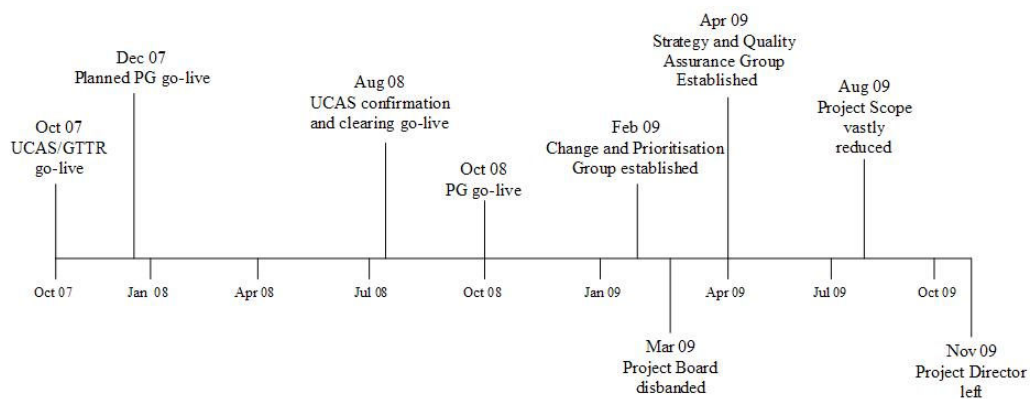 Oct 07
UCAS/GTTR
go-live
Dec 07
Planned PG go-live
Aug 08
UCAS confirmation
and clearing go-live
Oct 08
PG go-live
Feb 09
Change and Prioritisation
Group established
Apr 09
Strategy and Quality
Assurance Group
Established
Aug 09
Project Scope
vastly
reduced
Oct 07
Jan 08
Apr 08
Jul 08
Oct 08
Jan 09
Apr 09
Jul 09
Oct 09
Mar 09
Project Board
disbanded
Nov 09
Project Director
left